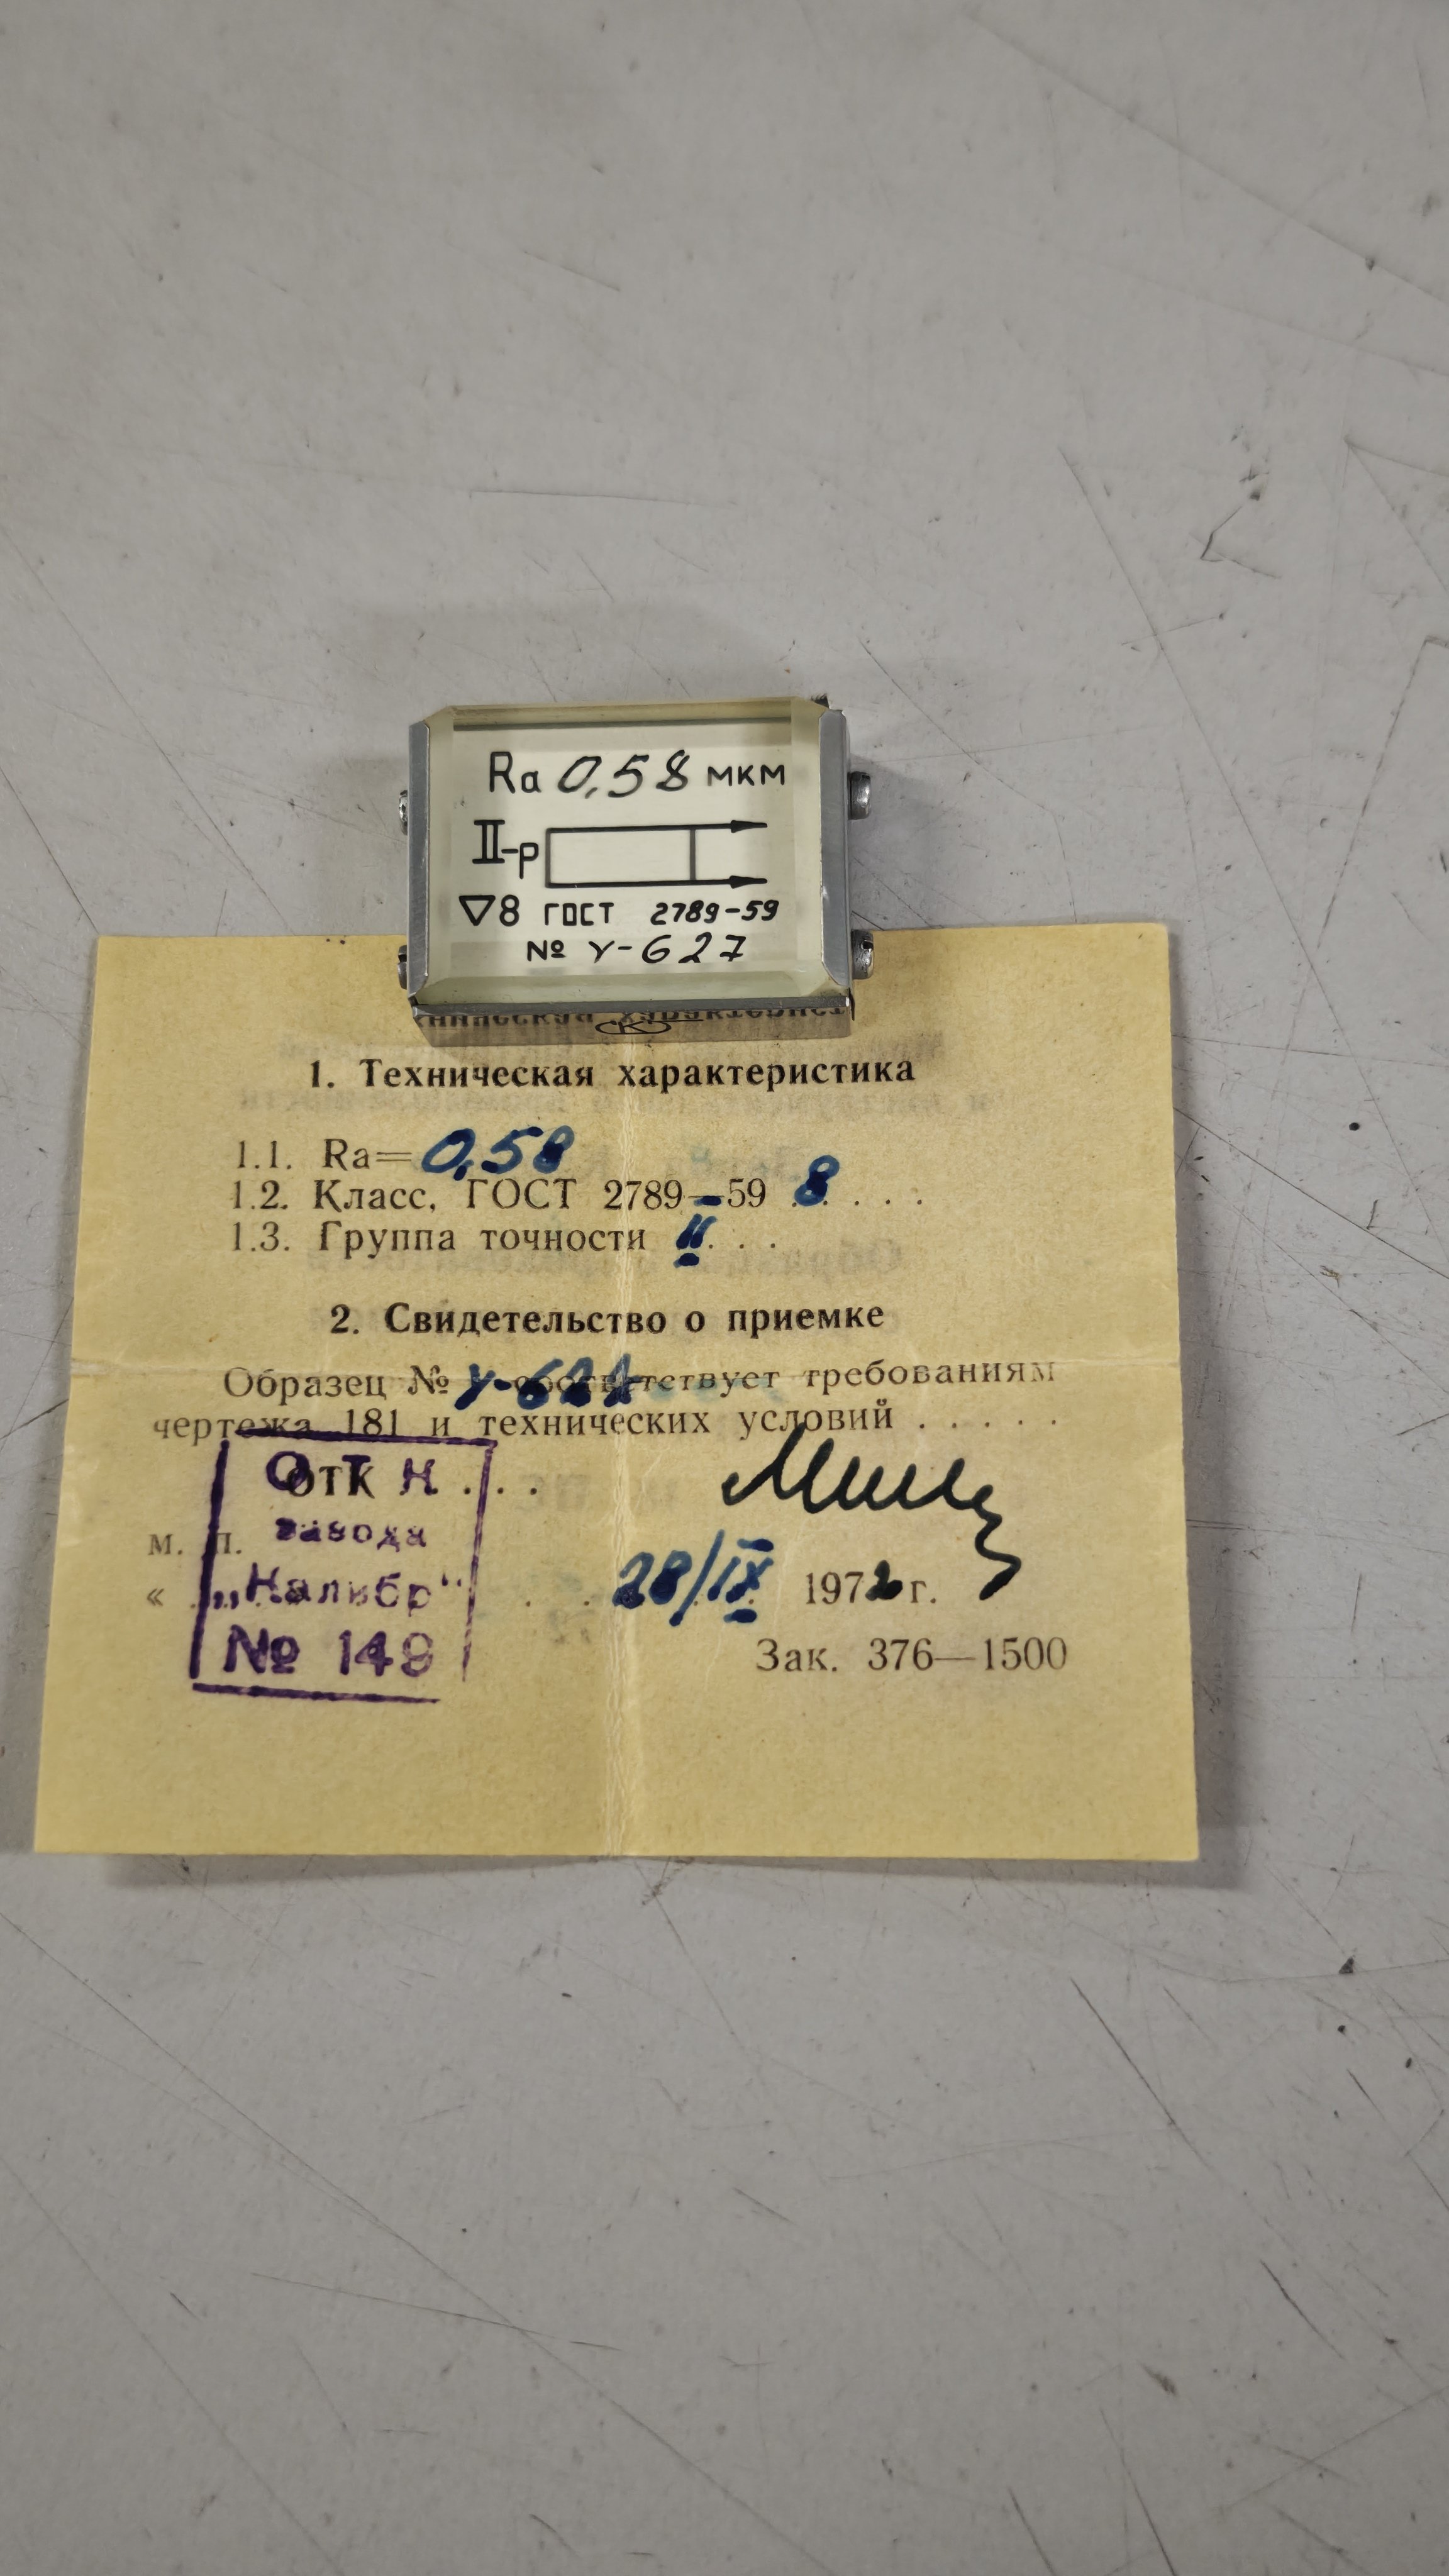 Ra 0,58 мкм
II-р
▽8 ГОСТ 2789-59
№ У-627
1. Техническая характеристика
1.1. Ra=0,58
1.2. Класс, ГОСТ 2789—59 8 . . . .
1.3. Группа точности II . . .
2. Свидетельство о приемке
Образец № соответствует требованиям
чертежа 181 и технических условий . . . . .
ОТК . . .
О Т К
м. п. завода
« „Калибр“ . . 28/IX 1972 г.
№ 149
Зак. 376—1500